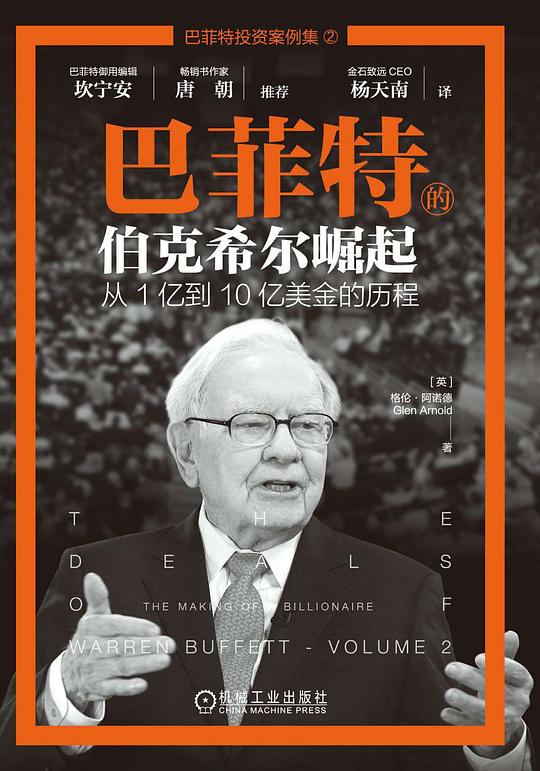 巴菲特投资案例集 ②
巴菲特御用编辑 畅销书作家 金石致远 CEO
坎宁安 唐 朝 推荐 杨天南 译
巴菲特的
伯克希尔崛起
从 1 亿到 10 亿美金的历程
[英]
格伦·阿诺德
Glen Arnold
著
T H E
D E A L S
O F
THE MAKING OF A BILLIONAIRE
WARREN BUFFETT - VOLUME 2
机械工业出版社
CHINA MACHINE PRESS